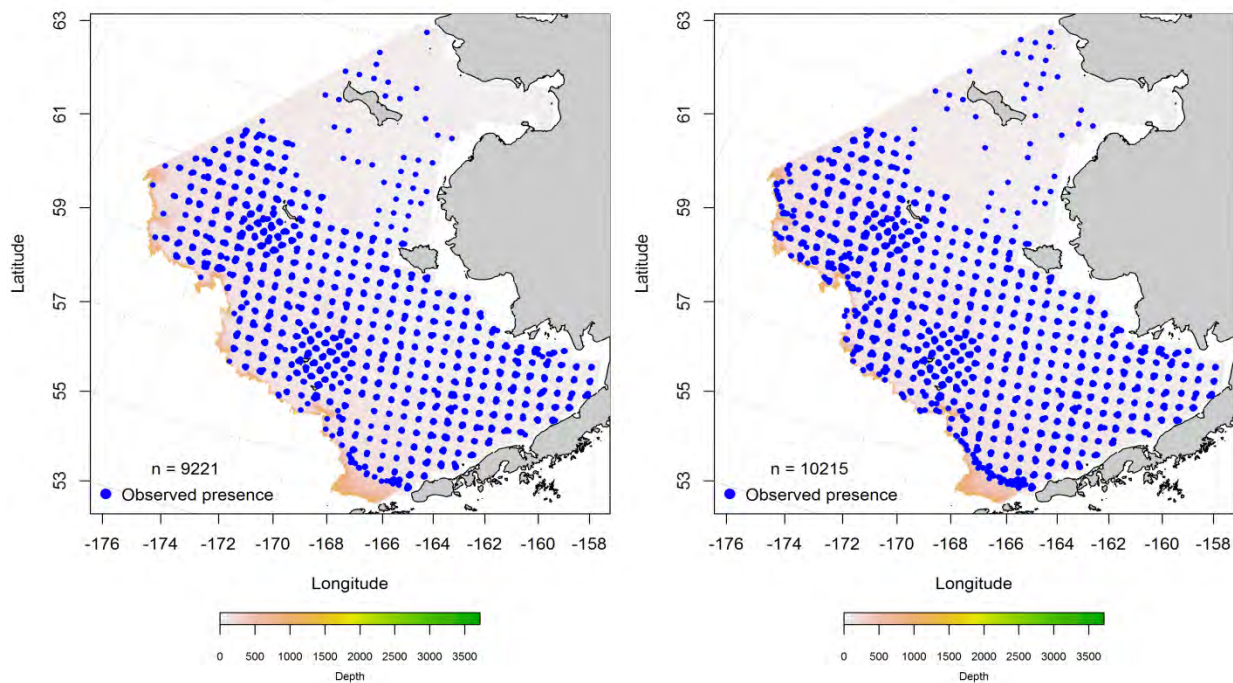 63
61
59
57
55
53
Latitude
n = 9221
Observed presence
-176 -174 -172 -170 -168 -166 -164 -162 -160 -158
Longitude
0 500 1000 1500 2000 2500 3000 3500
Depth
63
61
59
57
55
53
Latitude
n = 10215
Observed presence
-176 -174 -172 -170 -168 -166 -164 -162 -160 -158
Longitude
0 500 1000 1500 2000 2500 3000 3500
Depth